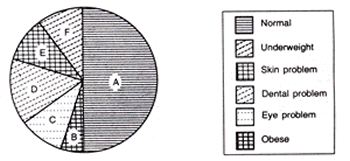 A
B
C
D
E
F
Normal
Underweight
Skin problem
Dental problem
Eye problem
Obese